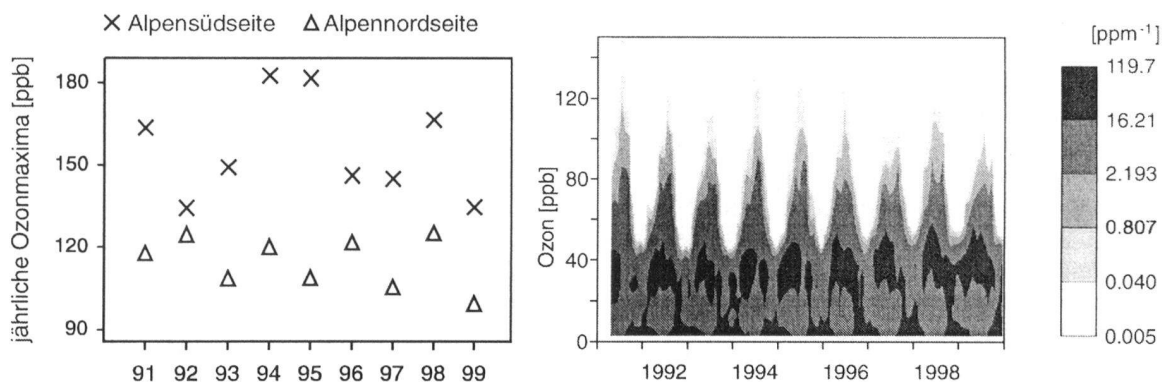 × Alpensüdseite △ Alpennordseite
jährliche Ozonmaxima [ppb]
180
150
120
90
91 92 93 94 95 96 97 98 99
Ozon [ppb]
120
80
40
0
1992 1994 1996 1998
[ppm⁻¹]
119.7
16.21
2.193
0.807
0.040
0.005